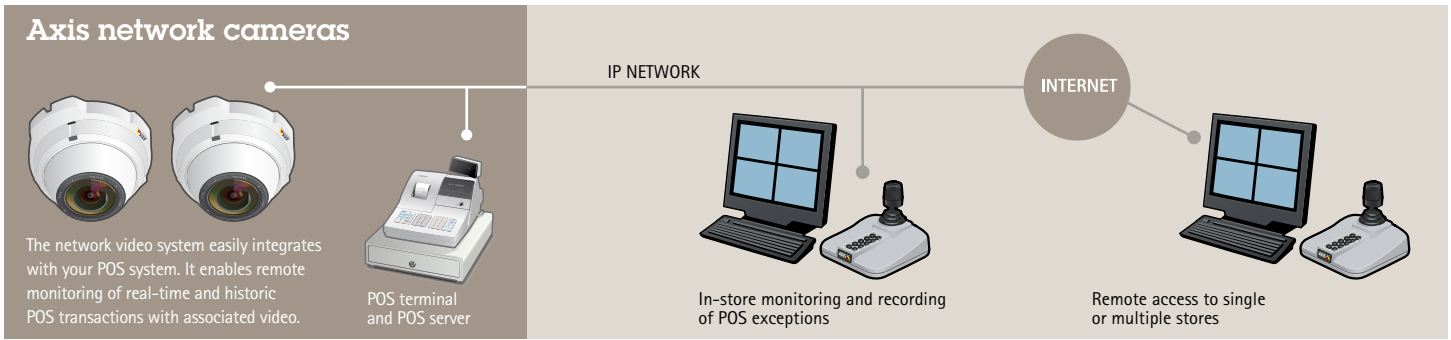 Axis network cameras
The network video system easily integrates
with your POS system. It enables remote
monitoring of real-time and historic
POS transactions with associated video.
POS terminal
and POS server
IP NETWORK
INTERNET
In-store monitoring and recording
of POS exceptions
Remote access to single
or multiple stores